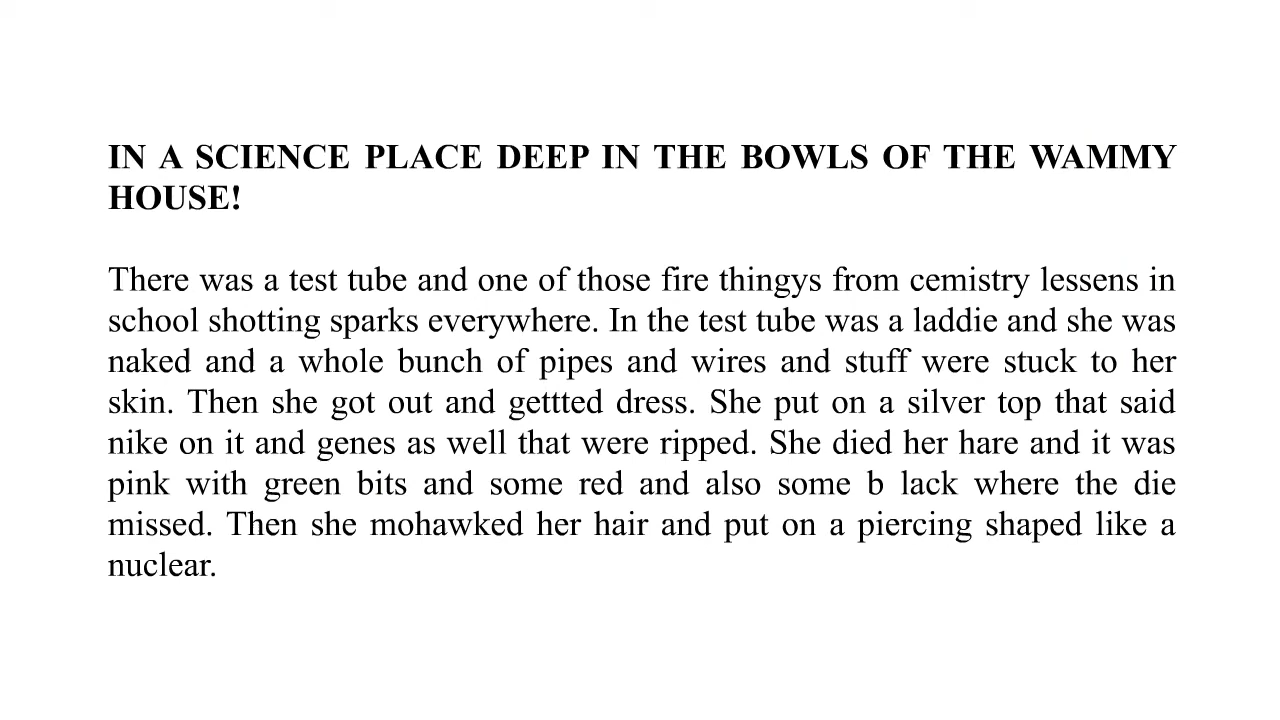 IN A SCIENCE PLACE DEEP IN THE BOWLS OF THE WAMMY
HOUSE!
There was a test tube and one of those fire thingys from cemistry lessens in
school shotting sparks everywhere. In the test tube was a laddie and she was
naked and a whole bunch of pipes and wires and stuff were stuck to her
skin. Then she got out and gettted dress. She put on a silver top that said
nike on it and genes as well that were ripped. She died her hare and it was
pink with green bits and some red and also some b lack where the die
missed. Then she mohawked her hair and put on a piercing shaped like a
nuclear.